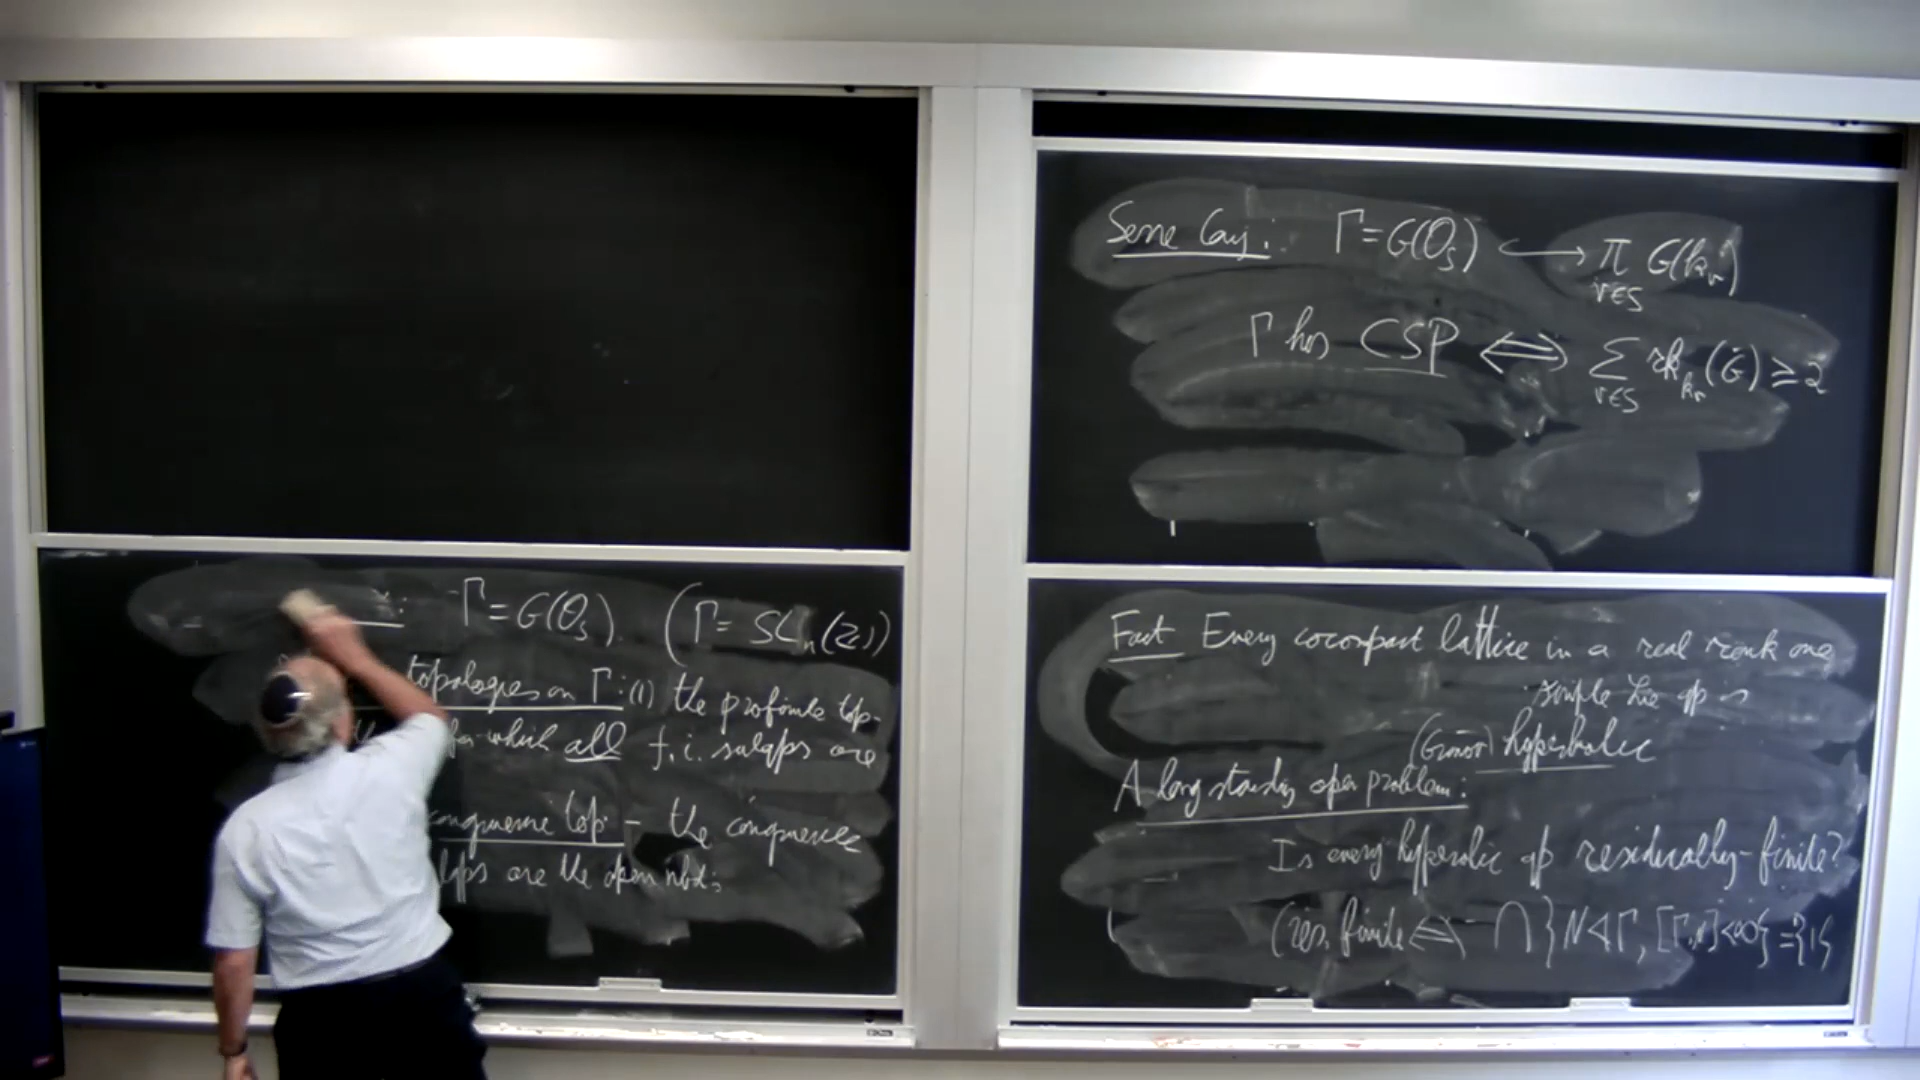 : Γ = G(O_S). (Γ = SL_n(Z))
topologies on Γ: (1) the profinite top.
for which all f.i. subgps are
congruence top. – the congruence
are the open nbds
Serre Conj: Γ = G(O_S) ↪ π G(k_v)
v∈S
Γ has CSP ⟺ Σ rk_{k_v}(G) ≥ 2
v∈S
Fact Every cocompact lattice in a real rank one
simple Lie gp is
(Gromov) hyperbolic
A long standing open problem:
Is every hyperbolic gp residually-finite?
(res. finite ⟺ ∩{N◁Γ, [Γ:N]<∞} = {1}